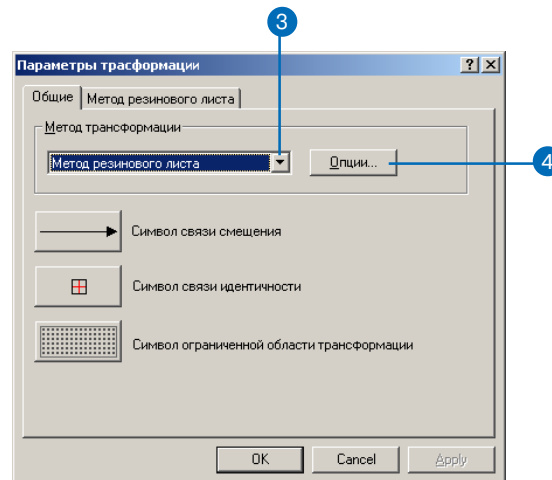 3
Параметры трасформации
Общие
Метод резинового листа
Метод трансформации
Метод резинового листа
Опции...
4
Символ связи смещения
Символ связи идентичности
Символ ограниченной области трансформации
OK
Cancel
Apply